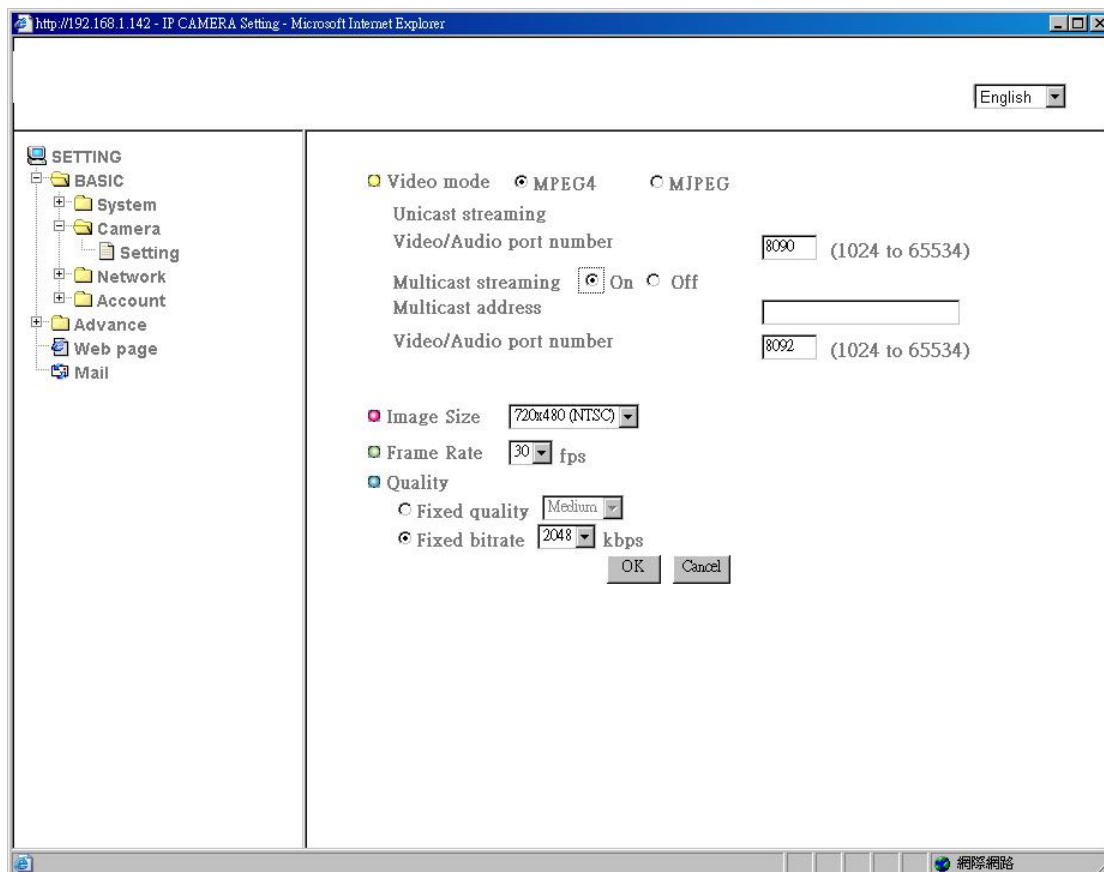 http://192.168.1.142 - IP CAMERA Setting - Microsoft Internet Explorer
English
SETTING
BASIC
System
Camera
Setting
Network
Account
Advance
Web page
Mail
Video mode MPEG4 MJPEG
Unicast streaming
Video/Audio port number 8090 (1024 to 65534)
Multicast streaming On Off
Multicast address
Video/Audio port number 8092 (1024 to 65534)
Image Size 720x480 (NTSC)
Frame Rate 30 fps
Quality
Fixed quality Medium
Fixed bitrate 2048 kbps
OK Cancel
網際網路